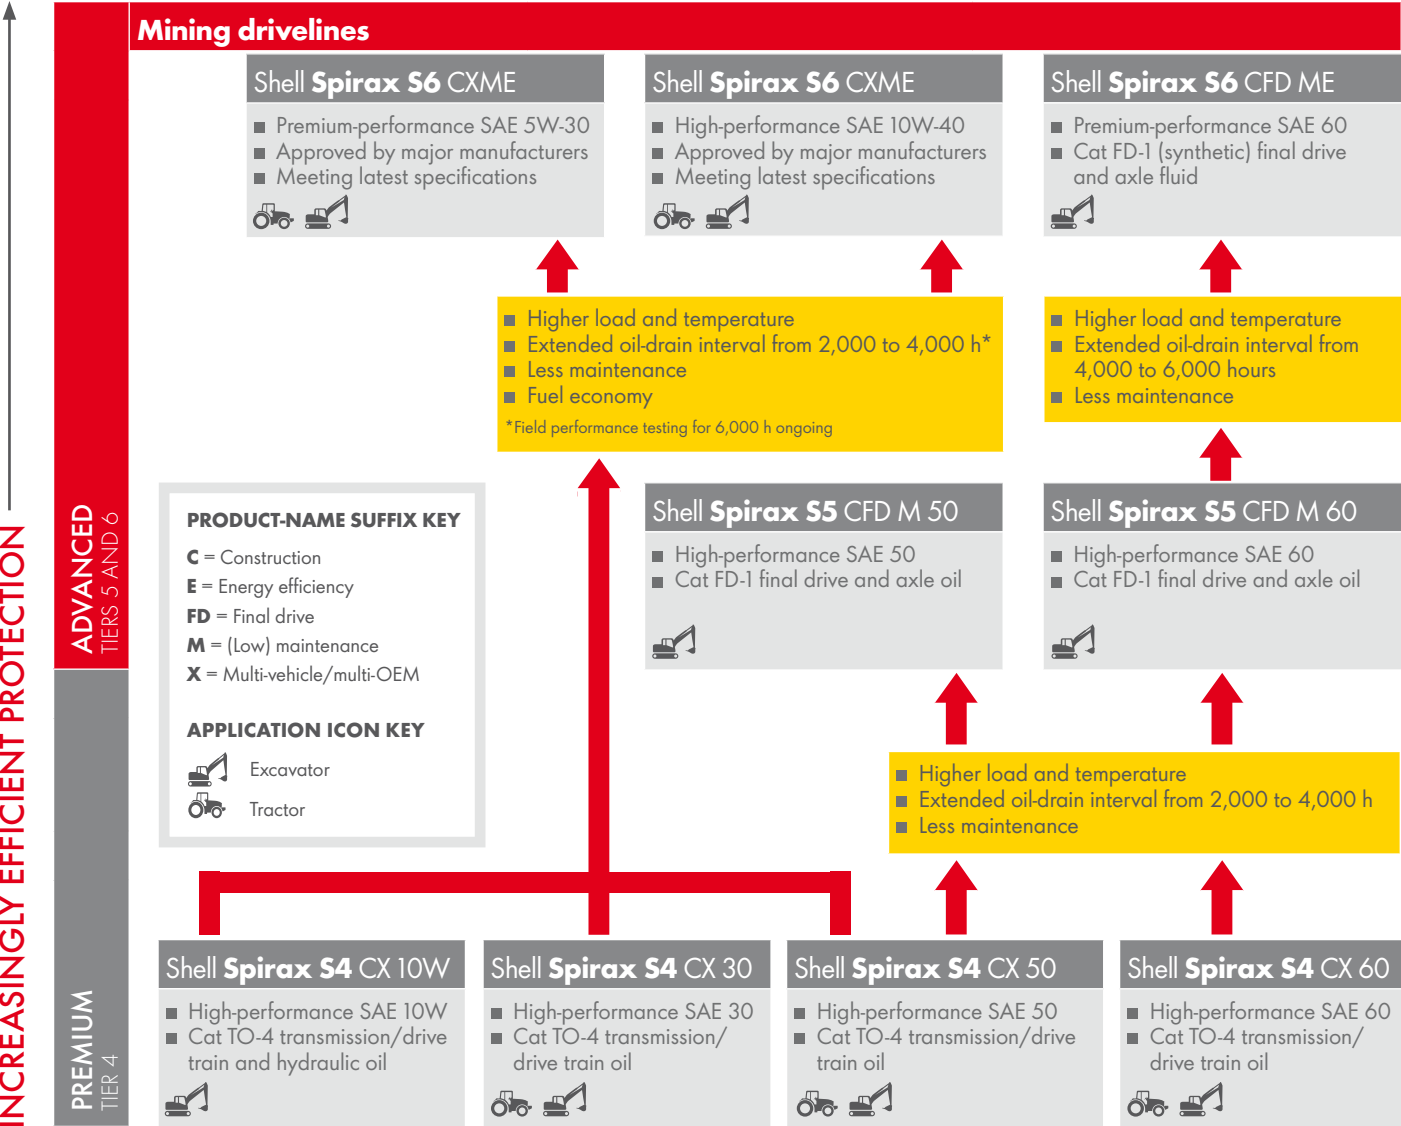 Mining drivelines
Shell Spirax S6 CXME
■ Premium-performance SAE 5W-30
■ Approved by major manufacturers
■ Meeting latest specifications
Shell Spirax S6 CXME
■ High-performance SAE 10W-40
■ Approved by major manufacturers
■ Meeting latest specifications
Shell Spirax S6 CFD ME
■ Premium-performance SAE 60
■ Cat FD-1 (synthetic) final drive
and axle fluid
■ Higher load and temperature
■ Extended oil-drain interval from 2,000 to 4,000 h*
■ Less maintenance
■ Fuel economy
*Field performance testing for 6,000 h ongoing
■ Higher load and temperature
■ Extended oil-drain interval from
4,000 to 6,000 hours
■ Less maintenance
PRODUCT-NAME SUFFIX KEY
C = Construction
E = Energy efficiency
FD = Final drive
M = (Low) maintenance
X = Multi-vehicle/multi-OEM
APPLICATION ICON KEY
Excavator
Tractor
Shell Spirax S5 CFD M 50
■ High-performance SAE 50
■ Cat FD-1 final drive and axle oil
Shell Spirax S5 CFD M 60
■ High-performance SAE 60
■ Cat FD-1 final drive and axle oil
■ Higher load and temperature
■ Extended oil-drain interval from 2,000 to 4,000 h
■ Less maintenance
Shell Spirax S4 CX 10W
■ High-performance SAE 10W
■ Cat TO-4 transmission/drive
train and hydraulic oil
Shell Spirax S4 CX 30
■ High-performance SAE 30
■ Cat TO-4 transmission/
drive train oil
Shell Spirax S4 CX 50
■ High-performance SAE 50
■ Cat TO-4 transmission/drive
train oil
Shell Spirax S4 CX 60
■ High-performance SAE 60
■ Cat TO-4 transmission/
drive train oil
INCREASINGLY EFFICIENT PROTECTION
ADVANCED
TIERS 5 AND 6
PREMIUM
TIER 4